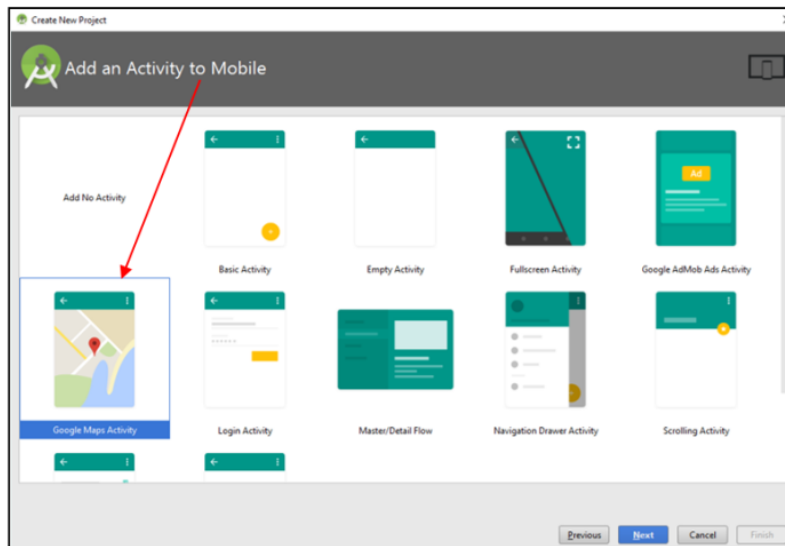 Create New Project
Add an Activity to Mobile
Add No Activity
Ad
Basic Activity
Empty Activity
Fullscreen Activity
Google AdMob Ads Activity
Google Maps Activity
Login Activity
Master/Detail Flow
Navigation Drawer Activity
Scrolling Activity
Previous
Next
Cancel
Finish